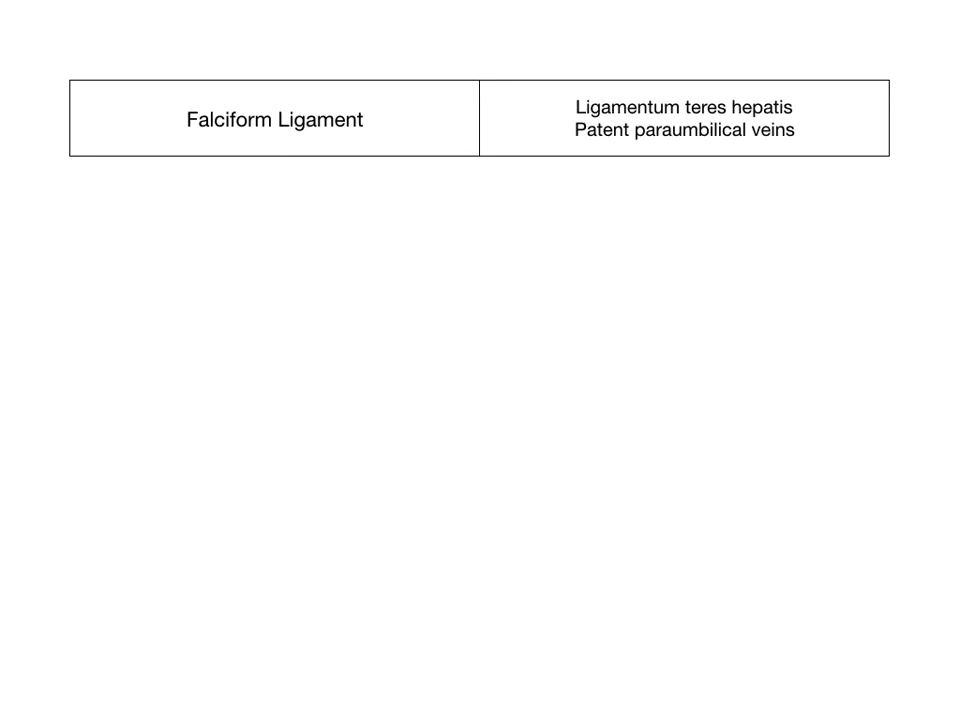 Falciform Ligament
Ligamentum teres hepatis
Patent paraumbilical veins